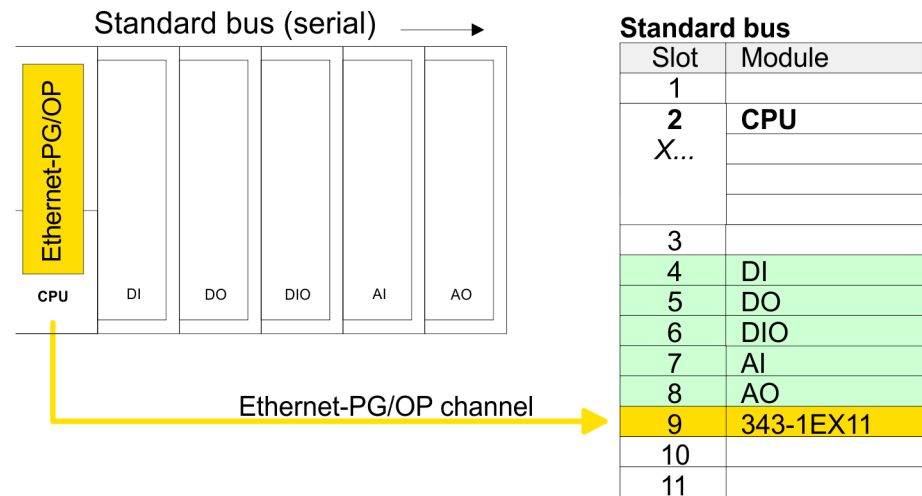 Standard bus (serial)
Ethernet-PG/OP
CPU
DI
DO
DIO
AI
AO
Ethernet-PG/OP channel
Standard bus
Slot Module
1
2 CPU
X...
3
4 DI
5 DO
6 DIO
7 AI
8 AO
9 343-1EX11
10
11